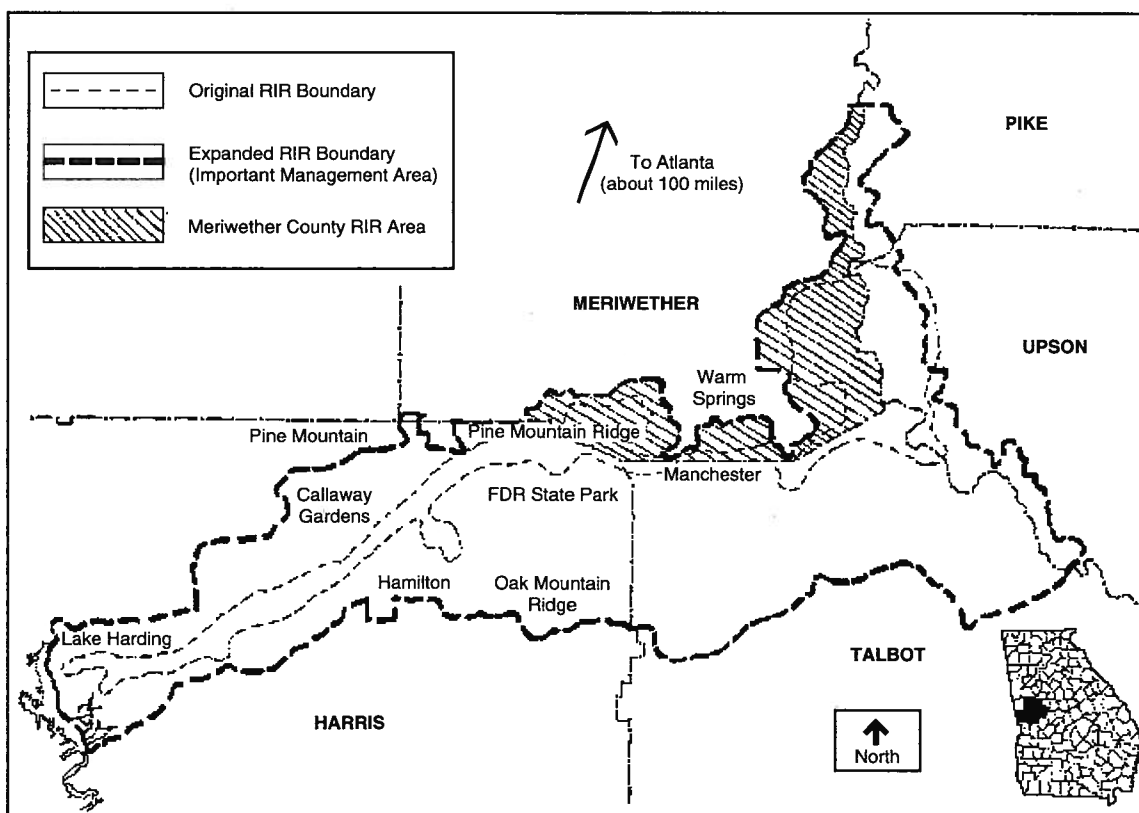 Original RIR Boundary
Expanded RIR Boundary
(Important Management Area)
Meriwether County RIR Area
To Atlanta
(about 100 miles)
PIKE
MERIWETHER
UPSON
Warm
Springs
Pine Mountain
Pine Mountain Ridge
Manchester
Callaway
Gardens
FDR State Park
Hamilton
Oak Mountain
Ridge
Lake Harding
TALBOT
HARRIS
North